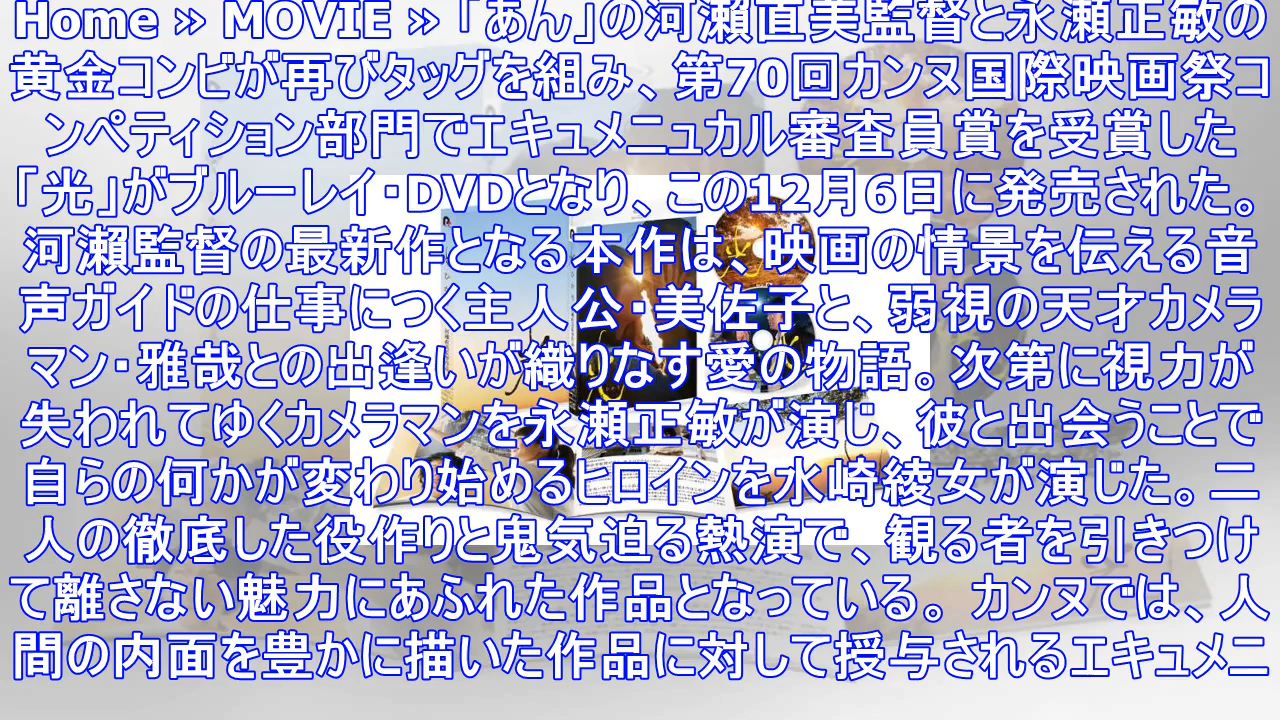 Home » MOVIE » 「あん」の河瀨直美監督と永瀬正敏の
黄金コンビが再びタッグを組み、第70回カンヌ国際映画祭コ
ンペティション部門でエキュメニュカル審査員賞を受賞した
「光」がブルーレイ・DVDとなり、この12月6日に発売された。
河瀨監督の最新作となる本作は、映画の情景を伝える音
声ガイドの仕事につく主人公・美佐子と、弱視の天才カメラ
マン・雅哉との出逢いが織りなす愛の物語。次第に視力が
失われてゆくカメラマンを永瀬正敏が演じ、彼と出会うことで
自らの何かが変わり始めるヒロインを水崎綾女が演じた。二
人の徹底した役作りと鬼気迫る熱演で、観る者を引きつけ
て離さない魅力にあふれた作品となっている。カンヌでは、人
間の内面を豊かに描いた作品に対して授与されるエキュメニ